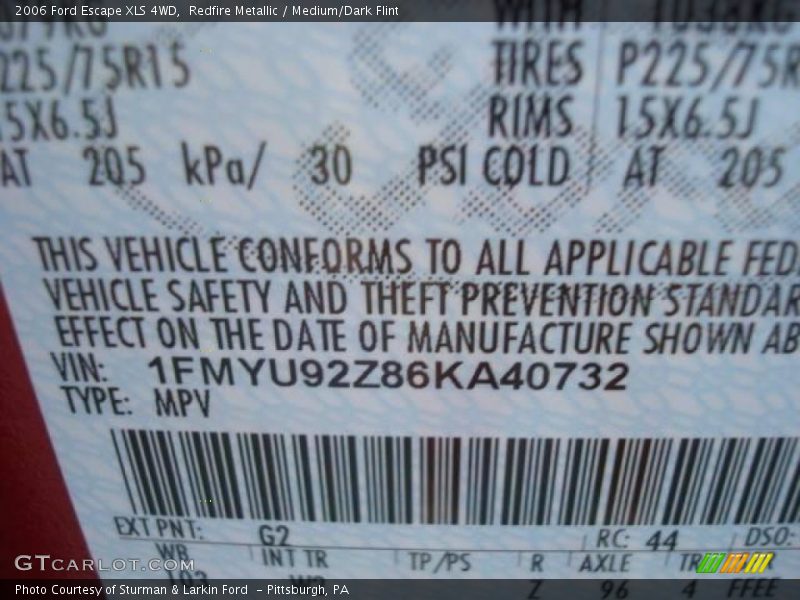 2006 Ford Escape XLS 4WD, Redfire Metallic / Medium/Dark Flint
WITH
225/75R15 TIRES P225/75R
5X6.5J RIMS 15X6.5J
AT 205 kPa/ 30 PSI COLD AT 205
THIS VEHICLE CONFORMS TO ALL APPLICABLE FED
VEHICLE SAFETY AND THEFT PREVENTION STANDAR
EFFECT ON THE DATE OF MANUFACTURE SHOWN AB
VIN: 1FMYU92Z86KA40732
TYPE: MPV
EXT PNT: G2 RC: 44 DSO:
WB INT TR TP/PS R AXLE TR
103 Z 96 4
GTCARLOT.COM
Photo Courtesy of Sturman & Larkin Ford - Pittsburgh, PA